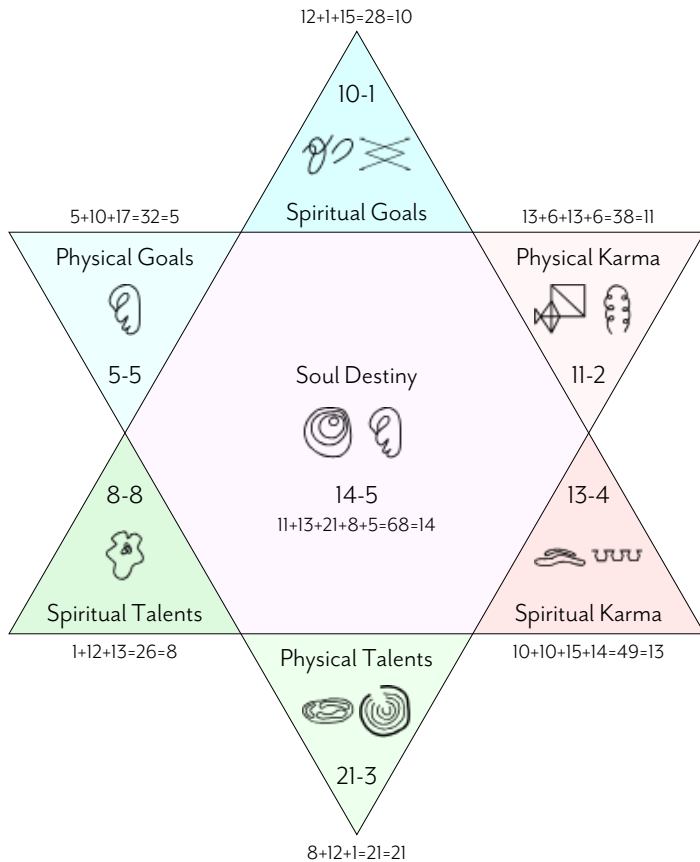 12+1+15=28=10
10-1
Spiritual Goals
5+10+17=32=5
Physical Goals
5-5
13+6+13+6=38=11
Physical Karma
11-2
Soul Destiny
14-5
11+13+21+8+5=68=14
8-8
Spiritual Talents
1+12+13=26=8
13-4
Spiritual Karma
10+10+15+14=49=13
Physical Talents
21-3
8+12+1=21=21